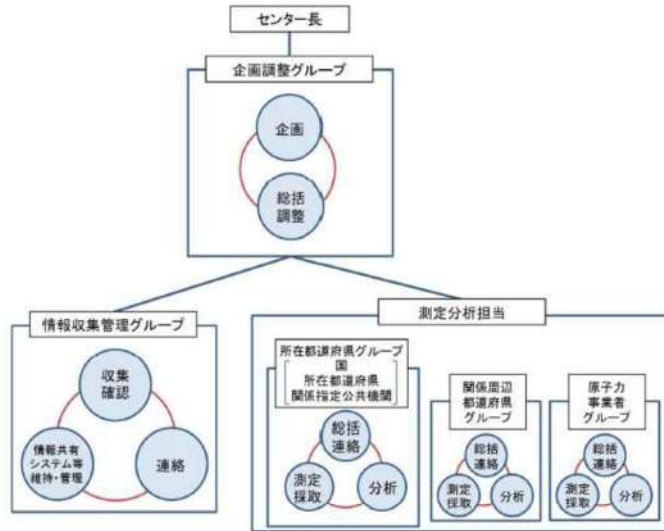 センター長
企画調整グループ
企画
総括
調整
情報収集管理グループ
収集
確認
情報共有
システム等
維持・管理
連絡
測定分析担当
所在都道府県グループ
国
所在都道府県
関係指定公共機関
総括
連絡
測定
採取
分析
関係周辺
都道府県
グループ
総括
連絡
測定
採取
分析
原子力
事業者
グループ
総括
連絡
測定
採取
分析